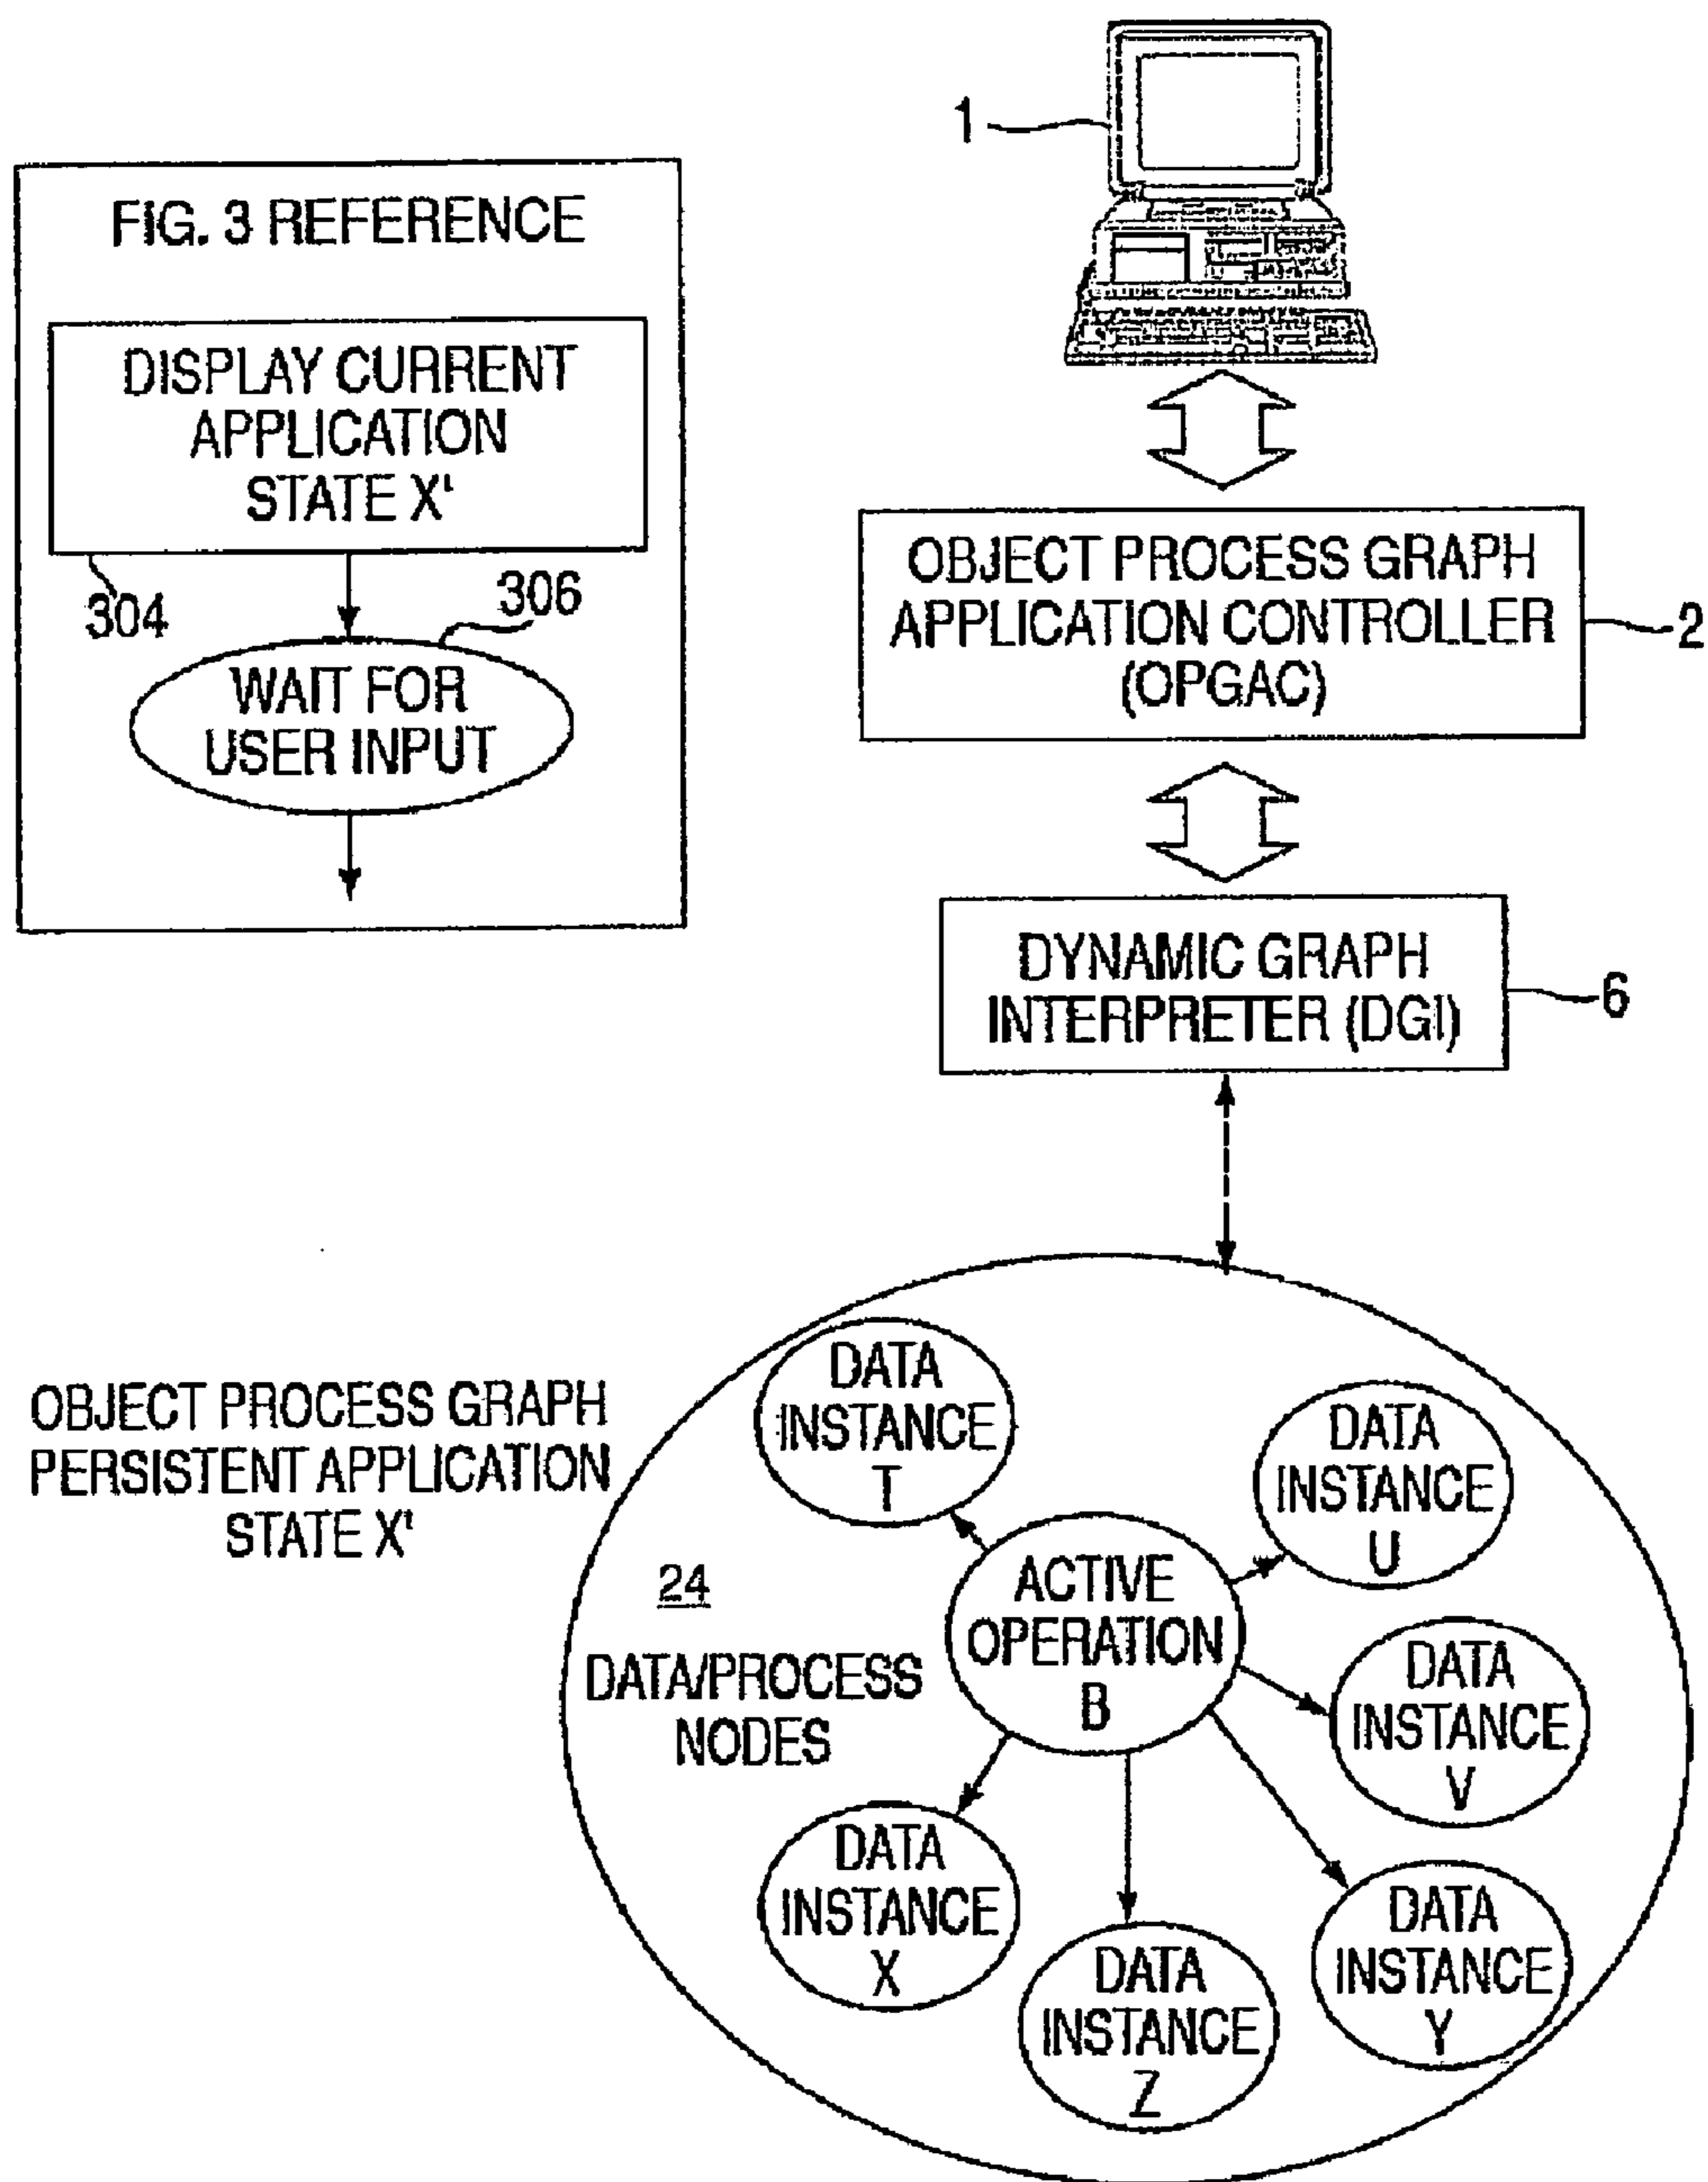 FIG. 3 REFERENCE
DISPLAY CURRENT
APPLICATION
STATE X'
304
306
WAIT FOR
USER INPUT
1
OBJECT PROCESS GRAPH
APPLICATION CONTROLLER
(OPGAC)
2
DYNAMIC GRAPH
INTERPRETER (DGI)
6
OBJECT PROCESS GRAPH
PERSISTENT APPLICATION
STATE X'
24
DATA/PROCESS
NODES
DATA
INSTANCE
T
DATA
INSTANCE
U
ACTIVE
OPERATION
B
DATA
INSTANCE
V
DATA
INSTANCE
X
DATA
INSTANCE
Z
DATA
INSTANCE
Y